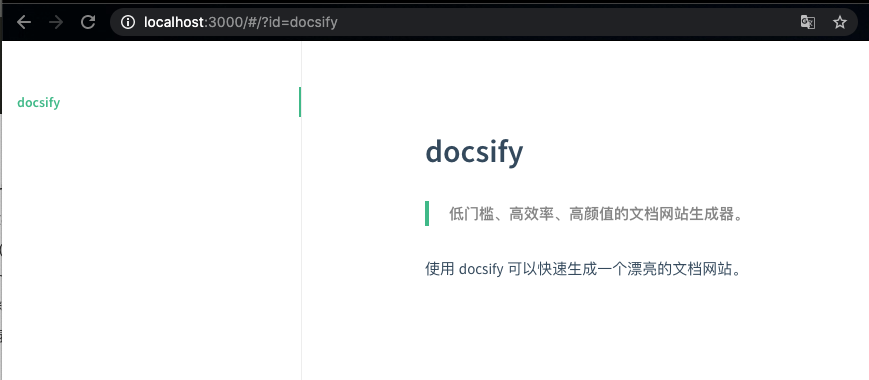 localhost:3000/#/?id=docsify
docsify
docsify
低门槛、高效率、高颜值的文档网站生成器。
使用 docsify 可以快速生成一个漂亮的文档网站。